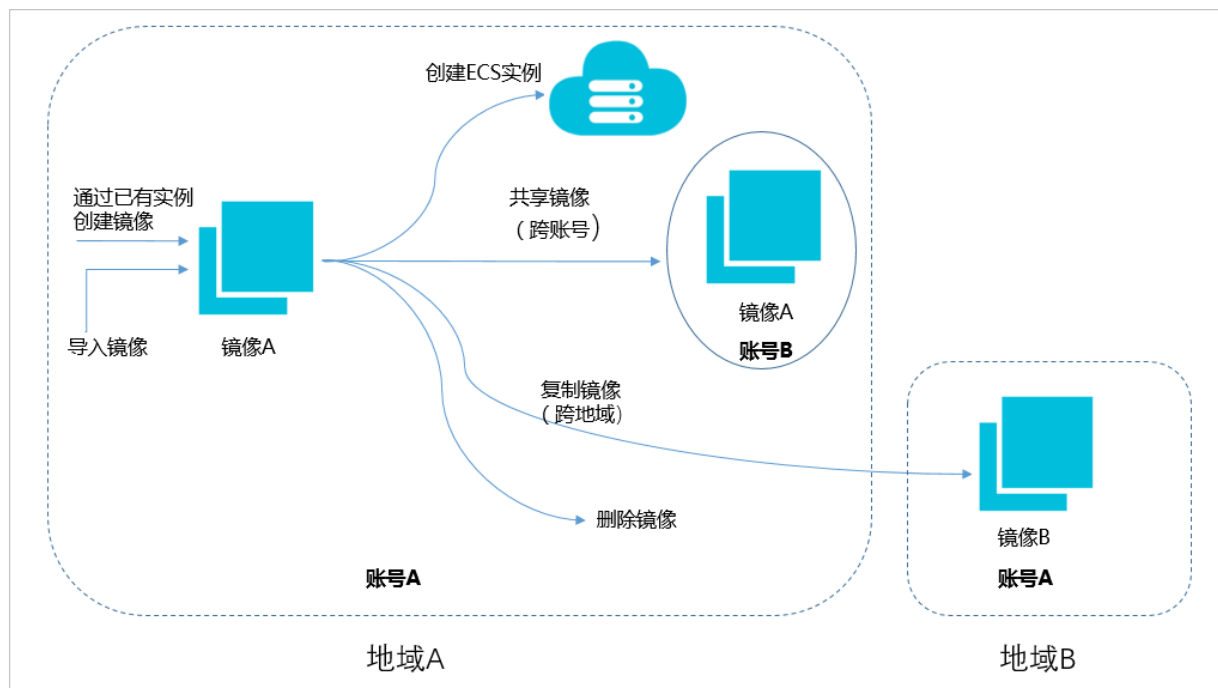 创建ECS实例
通过已有实例
创建镜像
导入镜像
镜像A
共享镜像
（跨账号）
镜像A
账号B
复制镜像
（跨地域）
删除镜像
镜像B
账号A
账号A
地域A
地域B